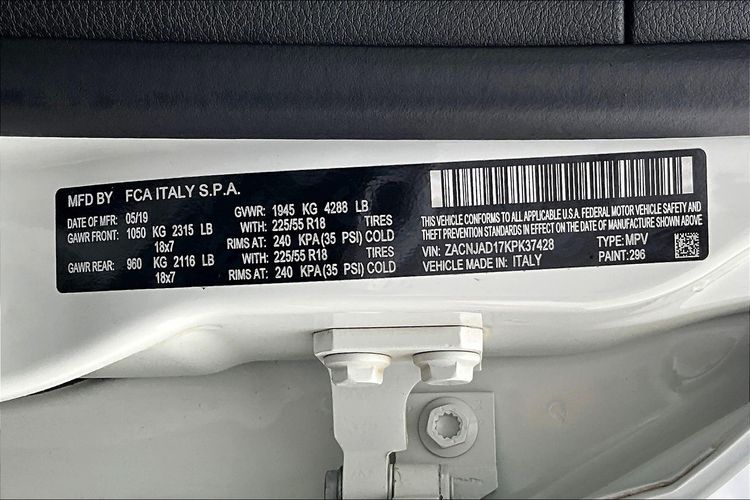 MFD BY FCA ITALY S.P.A.
DATE OF MFR: 05/19 GVWR: 1945 KG 4288 LB
GAWR FRONT: 1050 KG 2315 LB WITH: 225/55 R18 TIRES
18x7 RIMS AT: 240 KPA (35 PSI) COLD
GAWR REAR: 960 KG 2116 LB WITH: 225/55 R18 TIRES
18x7 RIMS AT: 240 KPA (35 PSI) COLD
THIS VEHICLE CONFORMS TO ALL APPLICABLE U.S.A. FEDERAL MOTOR VEHICLE SAFETY AND
THEFT PREVENTION STANDARDS IN EFFECT ON THE DATE OF MANUFACTURE SHOWN ABOVE
VIN: ZACNJAD17KPK37428 TYPE: MPV
VEHICLE MADE IN: ITALY PAINT: 296